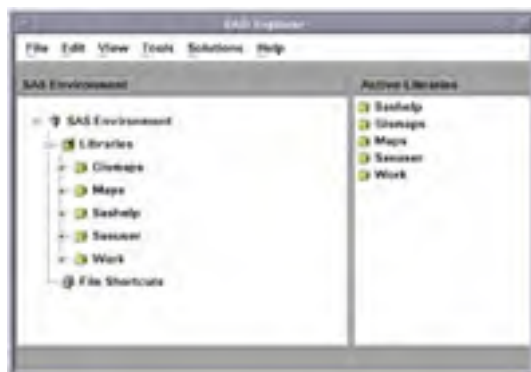 SAS Explorer
File Edit View Tools Solutions Help
SAS Environment
Active Libraries
SAS Environment
Libraries
Gismaps
Maps
Sashelp
Sasuser
Work
File Shortcuts
Sashelp
Gismaps
Maps
Sasuser
Work